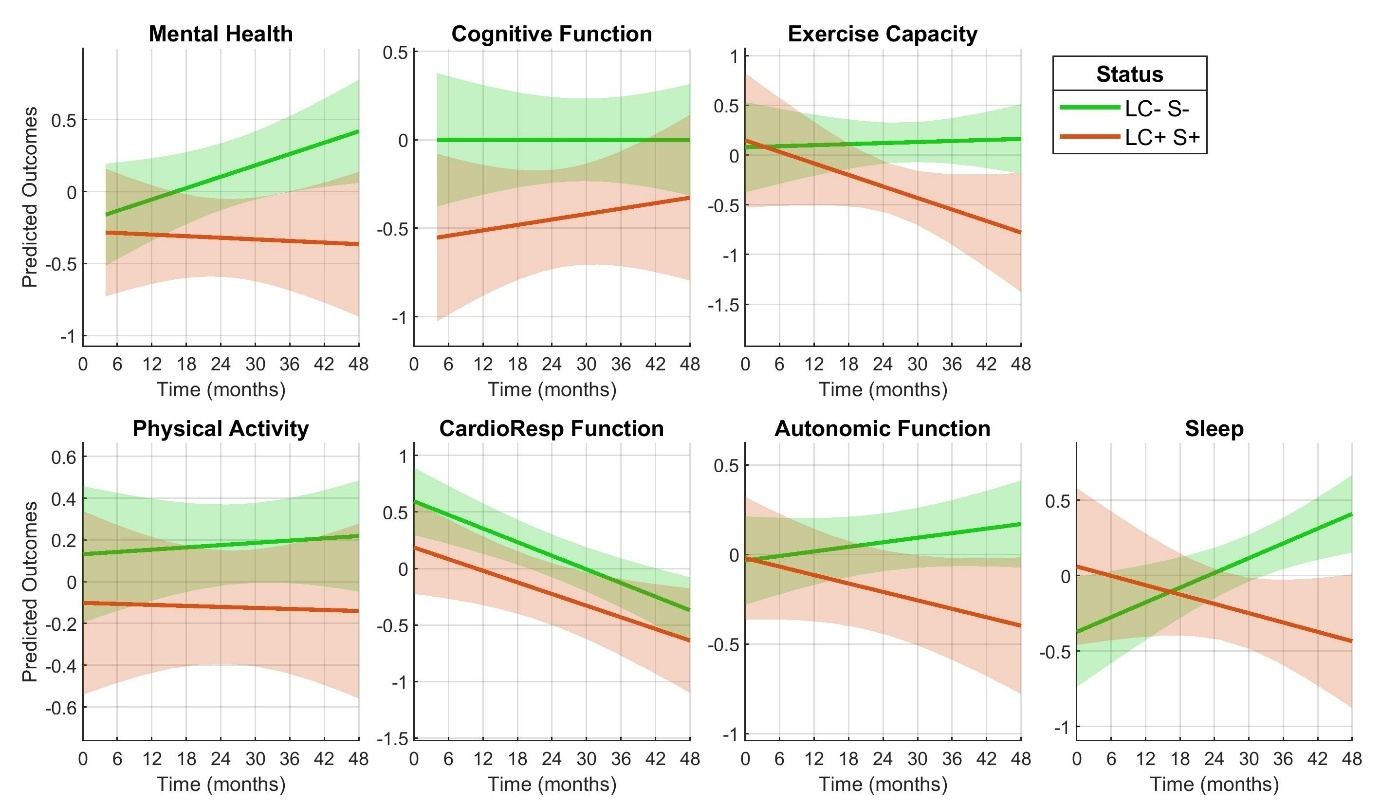 Mental Health
Cognitive Function
Exercise Capacity
Status
LC- S-
LC+ S+
Predicted Outcomes
0.5
0
-0.5
-1
0 6 12 18 24 30 36 42 48
Time (months)
0.5
0
-0.5
-1
0 6 12 18 24 30 36 42 48
Time (months)
1
0.5
0
-0.5
-1
-1.5
0 6 12 18 24 30 36 42 48
Time (months)
Physical Activity
CardioResp Function
Autonomic Function
Sleep
Predicted Outcomes
0.6
0.4
0.2
0
-0.2
-0.4
-0.6
0 6 12 18 24 30 36 42 48
Time (months)
1
0.5
0
-0.5
-1
-1.5
0 6 12 18 24 30 36 42 48
Time (months)
0.5
0
-0.5
-1
0 6 12 18 24 30 36 42 48
Time (months)
0.5
0
-0.5
-1
0 6 12 18 24 30 36 42 48
Time (months)